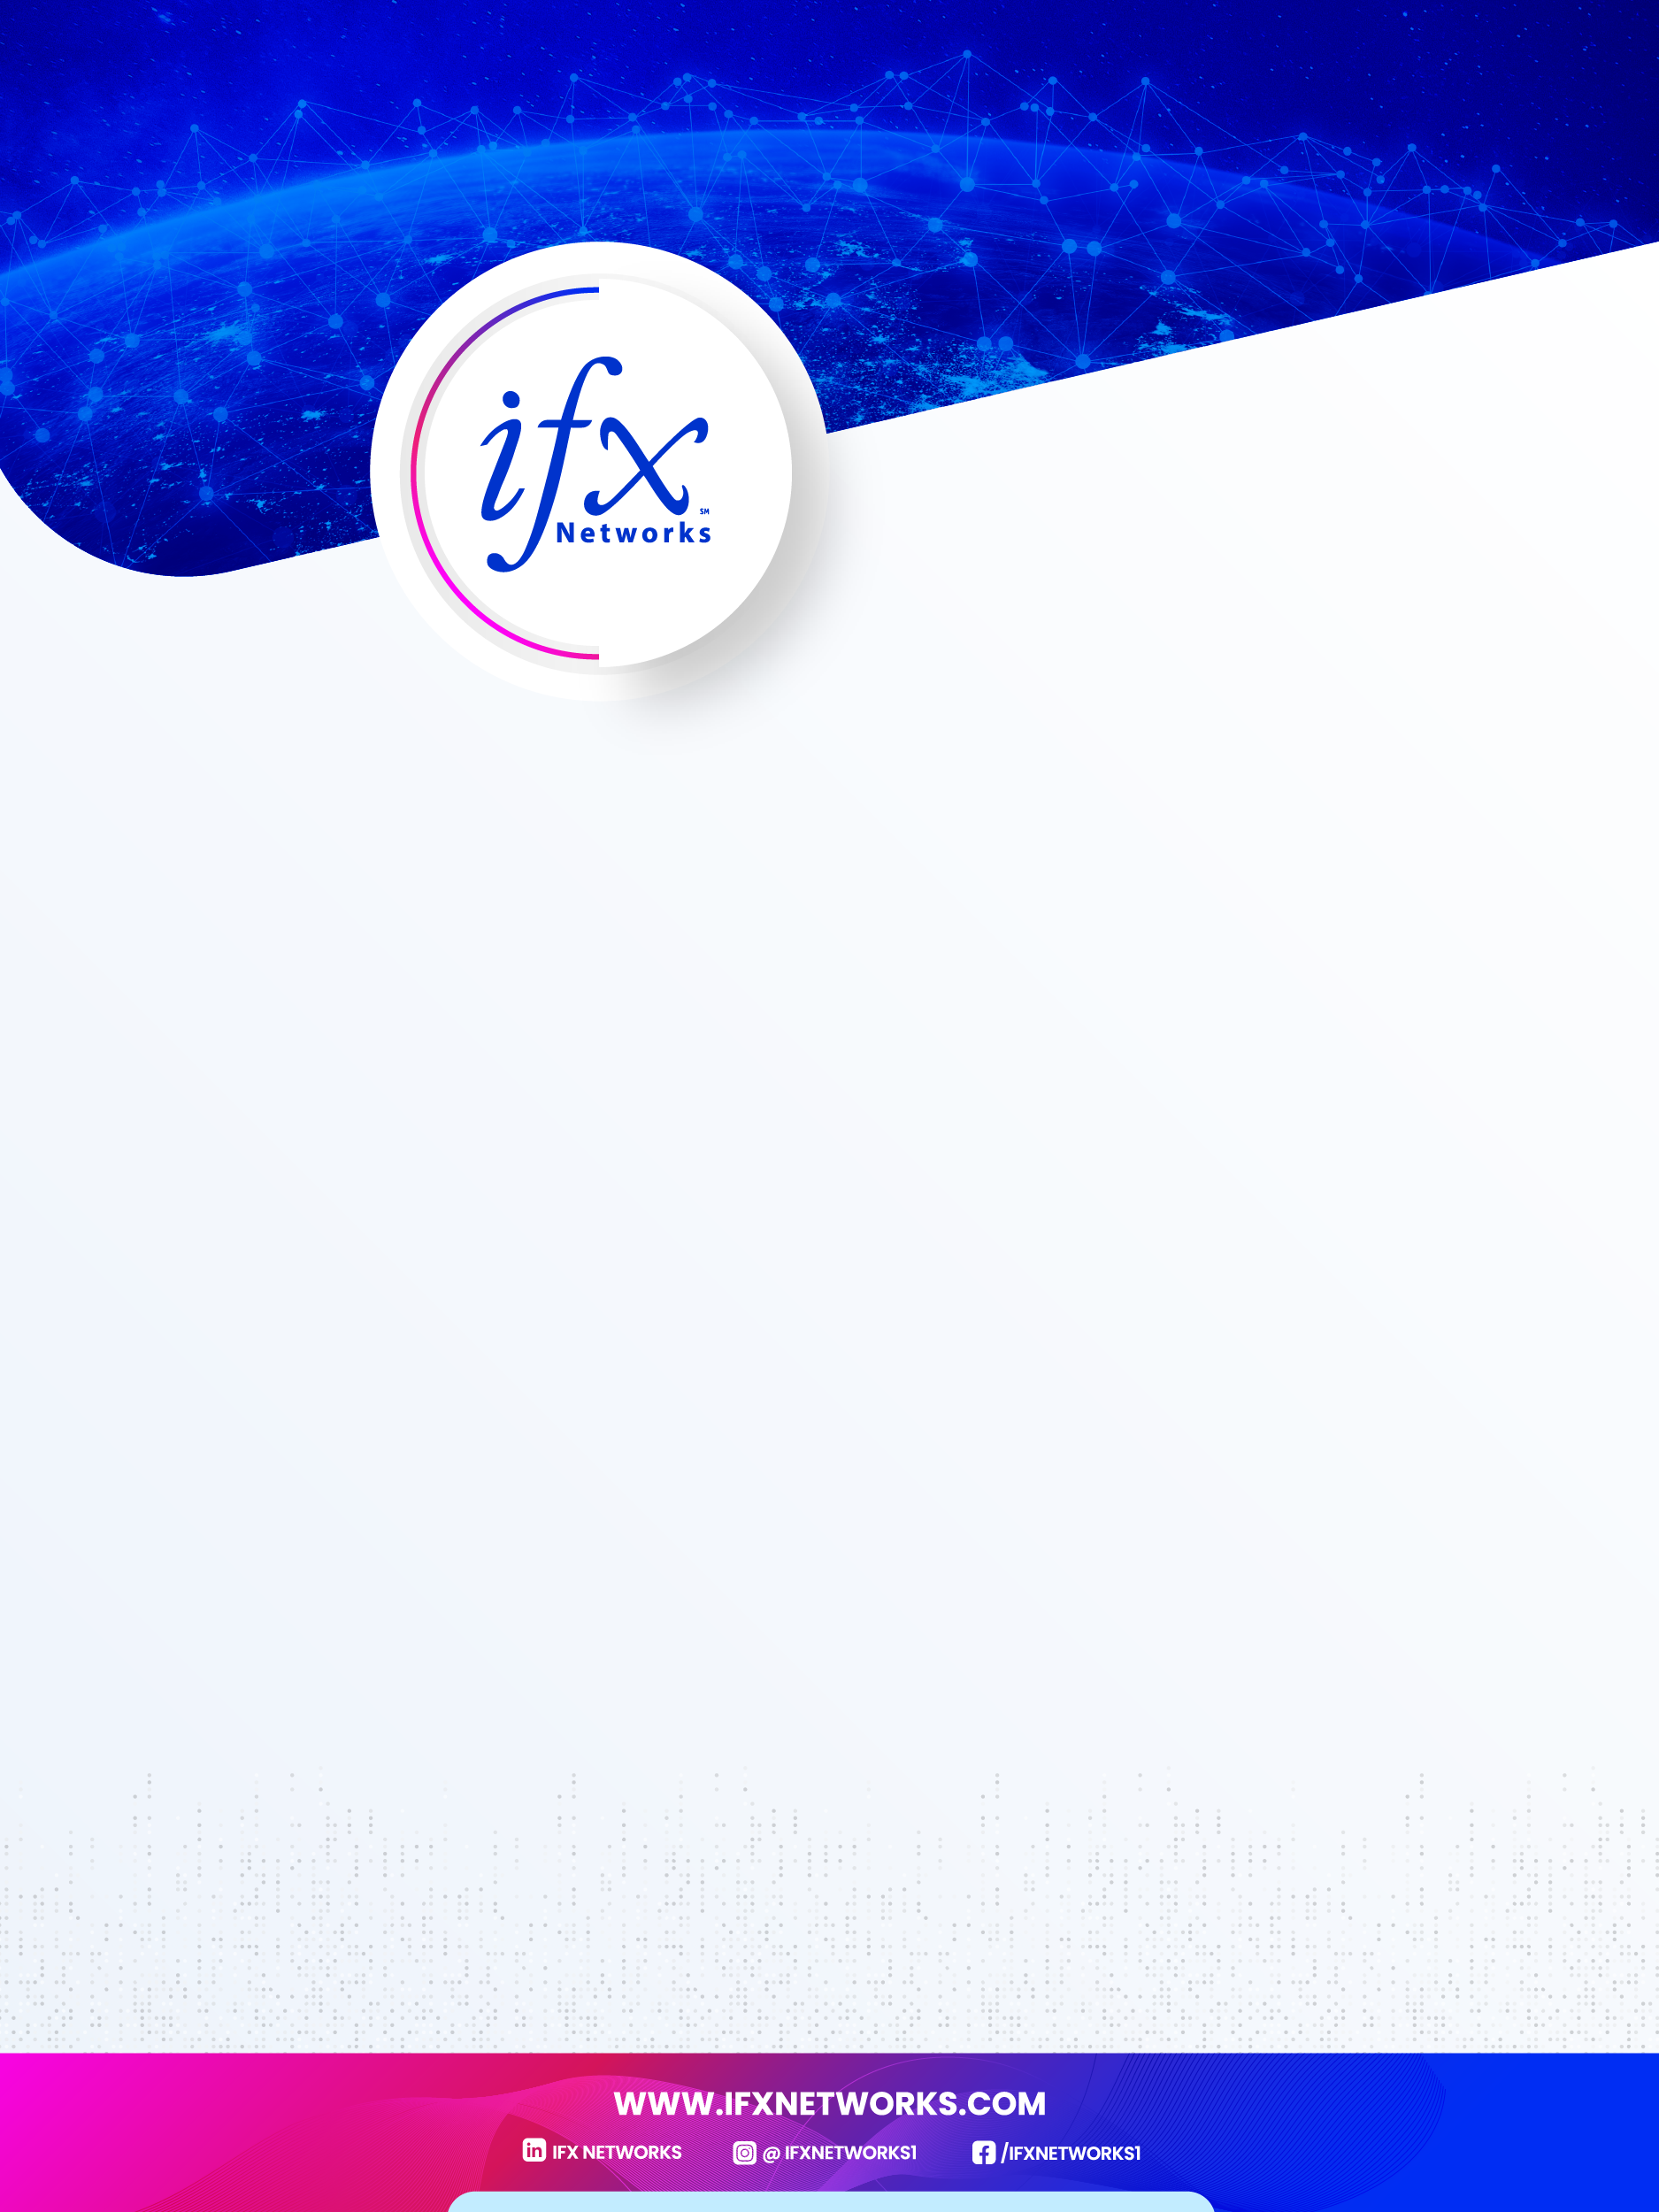 ifx
Networks
SM
WWW.IFXNETWORKS.COM
IFX NETWORKS
@ IFXNETWORKS1
/IFXNETWORKS1